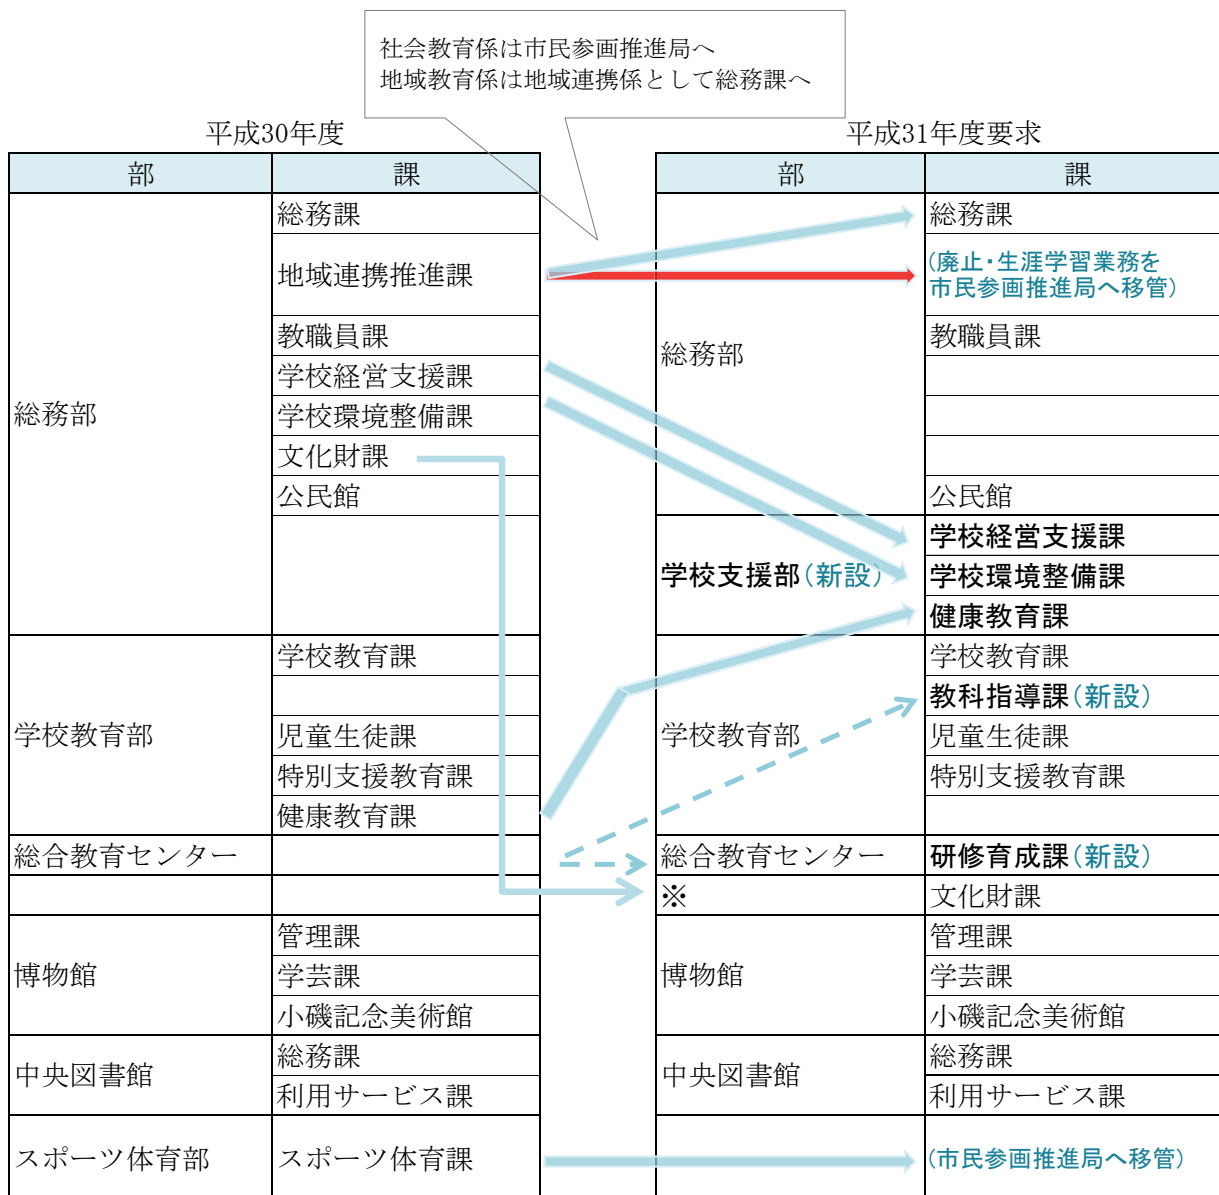 社会教育係は市民参画推進局へ
地域教育係は地域連携係として総務課へ
平成30年度
部
課
総務部
総務課
地域連携推進課
教職員課
学校経営支援課
学校環境整備課
文化財課
公民館
学校教育部
学校教育課
児童生徒課
特別支援教育課
健康教育課
総合教育センター
博物館
管理課
学芸課
小磯記念美術館
中央図書館
総務課
利用サービス課
スポーツ体育部
スポーツ体育課
平成31年度要求
部
課
総務部
総務課
(廃止・生涯学習業務を
市民参画推進局へ移管)
教職員課
公民館
学校支援部(新設)
学校経営支援課
学校環境整備課
健康教育課
学校教育部
学校教育課
教科指導課(新設)
児童生徒課
特別支援教育課
総合教育センター
研修育成課(新設)
※
文化財課
博物館
管理課
学芸課
小磯記念美術館
中央図書館
総務課
利用サービス課
(市民参画推進局へ移管)